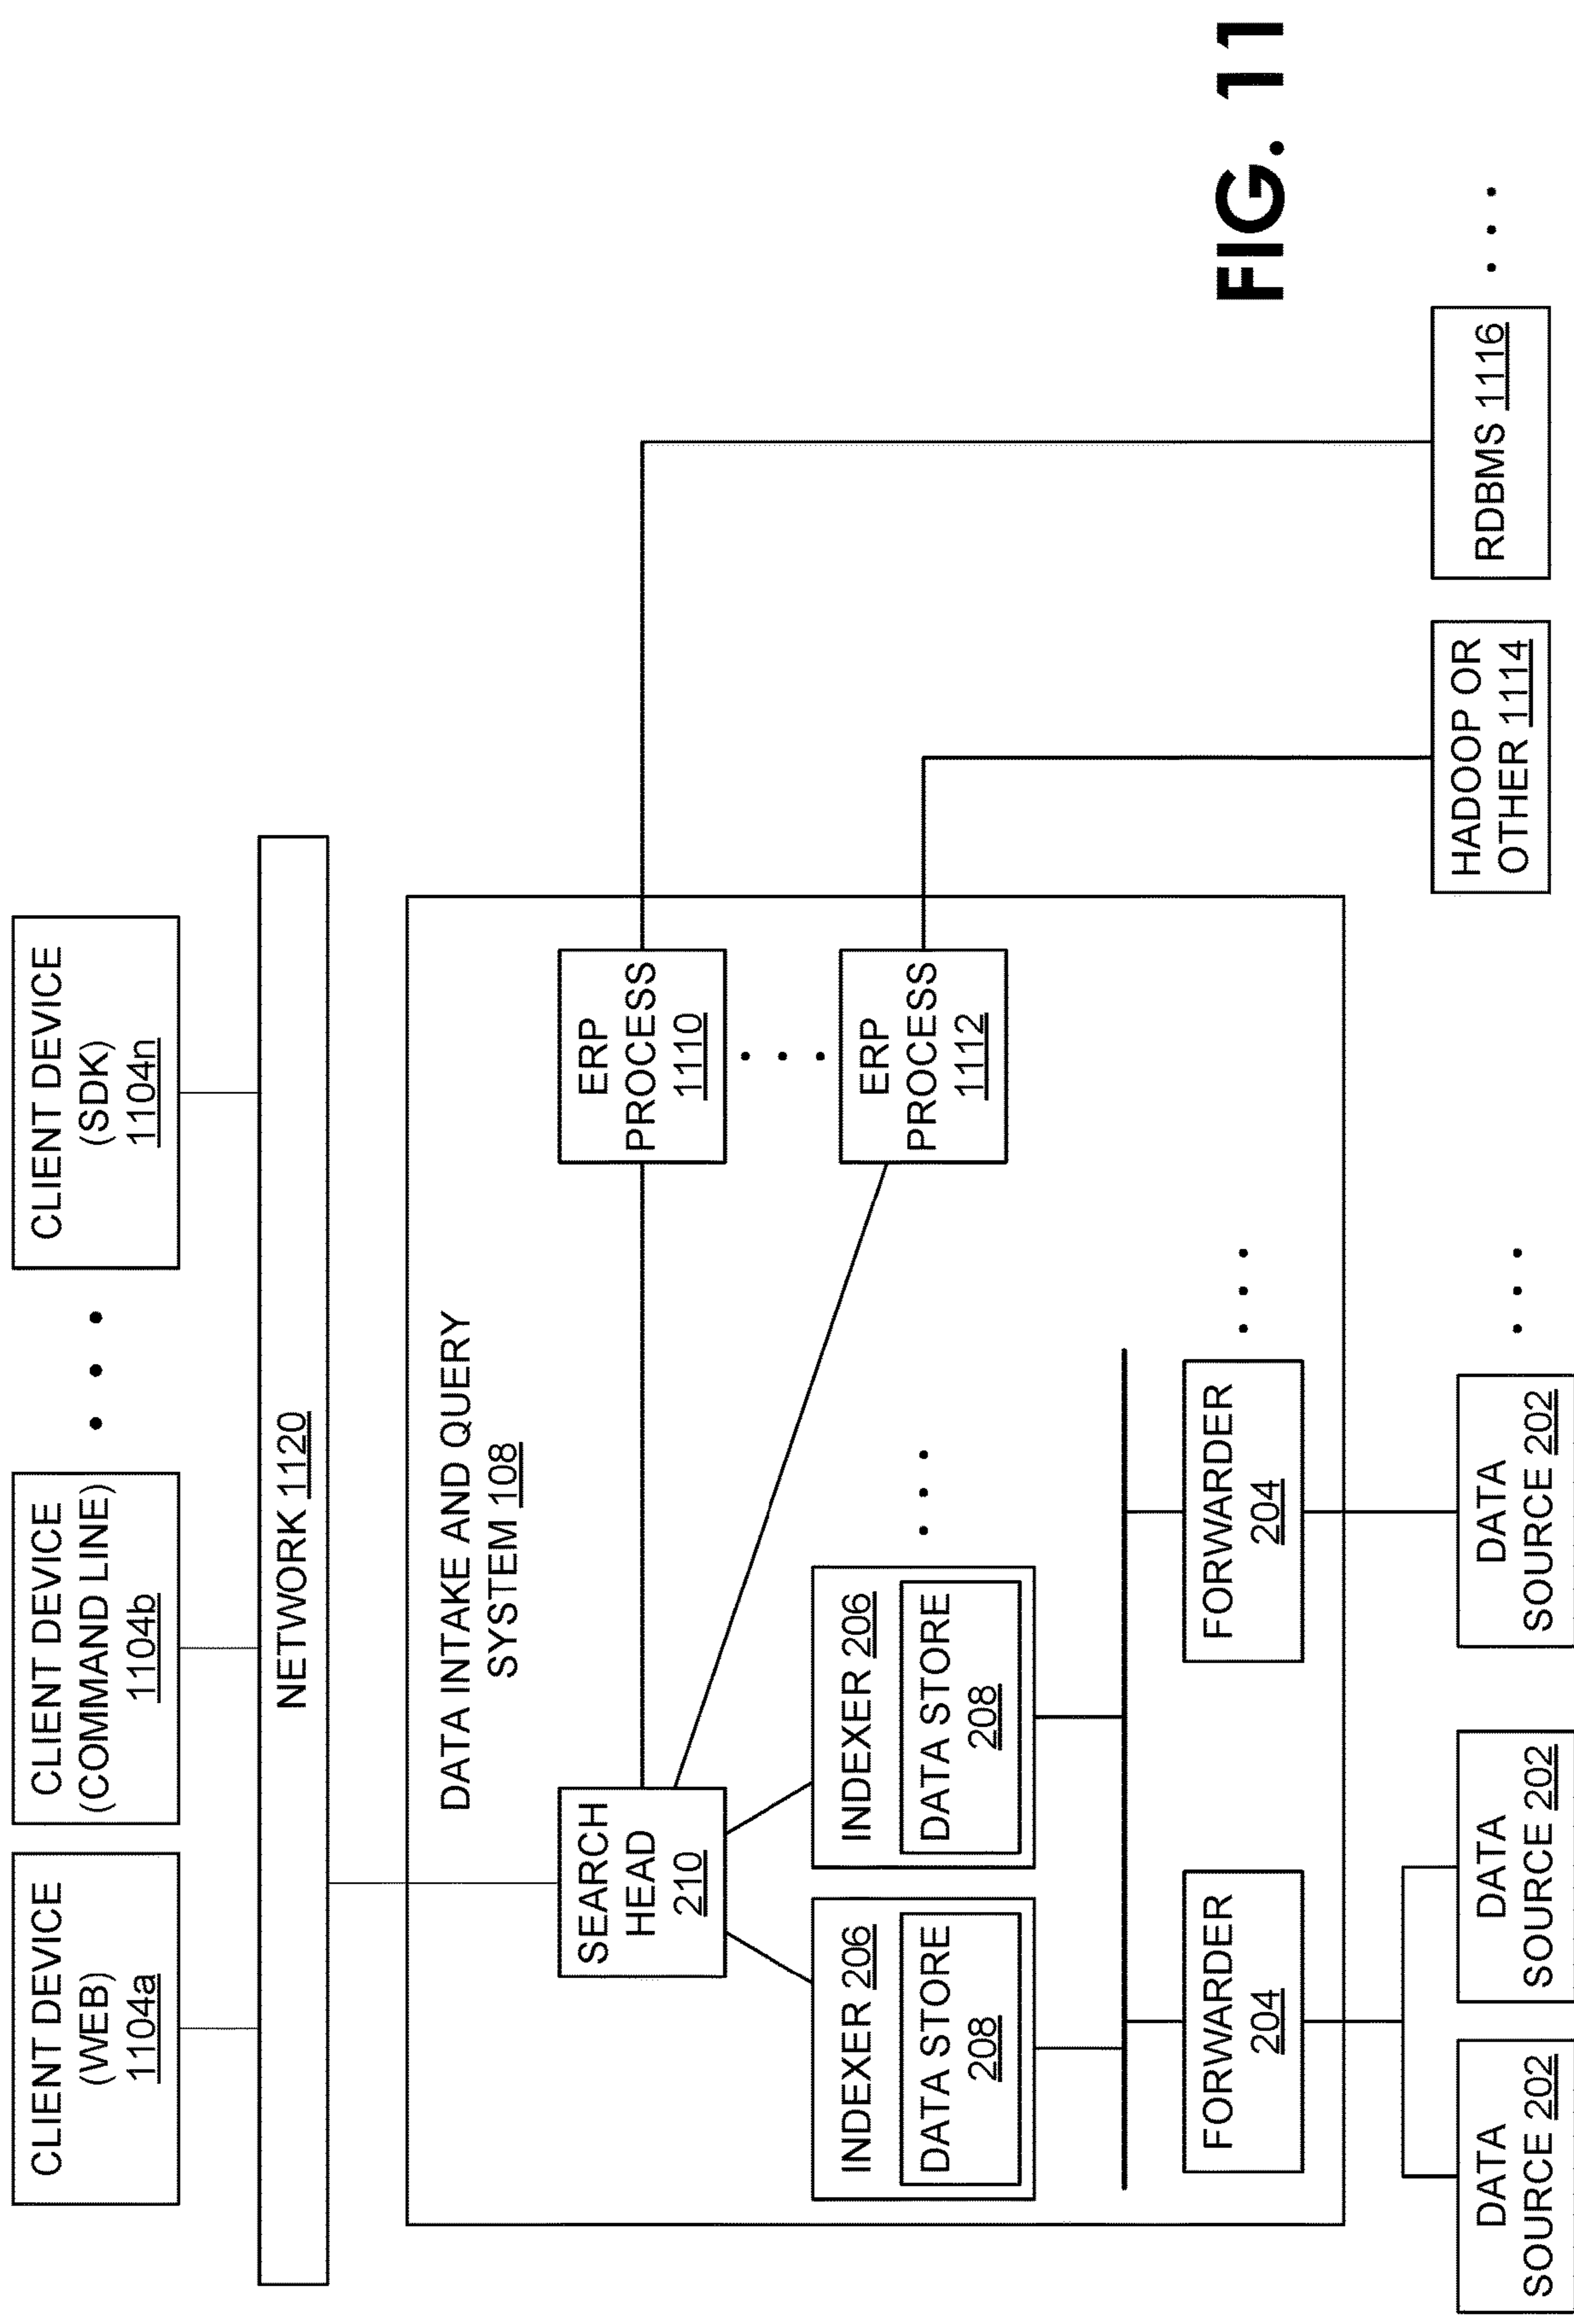 CLIENT DEVICE
(WEB)
1104a
CLIENT DEVICE
(COMMAND LINE)
1104b
CLIENT DEVICE
(SDK)
1104n
NETWORK 1120
DATA INTAKE AND QUERY
SYSTEM 108
SEARCH
HEAD
210
ERP
PROCESS
1110
INDEXER 206
DATA STORE
208
INDEXER 206
DATA STORE
208
ERP
PROCESS
1112
FORWARDER
204
FORWARDER
204
DATA
SOURCE 202
DATA
SOURCE 202
DATA
SOURCE 202
HADOOP OR
OTHER 1114
RDBMS 1116
FIG. 11